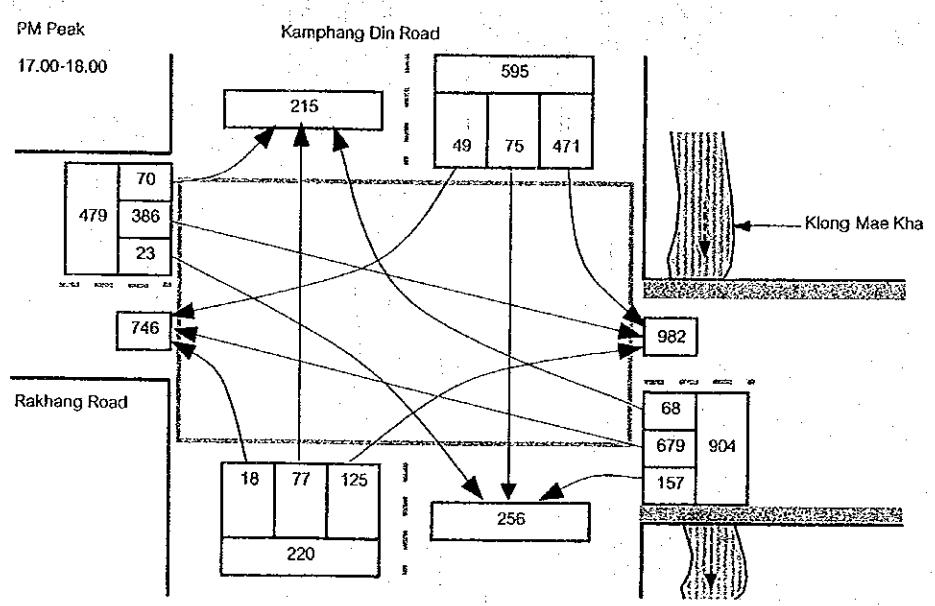 PM Peak
Kamphang Din Road
17.00-18.00
595
215
49 75 471
70
479 386
23
Klong Mae Kha
746
982
Rakhang Road
68
679 904
157
18 77 125
256
220